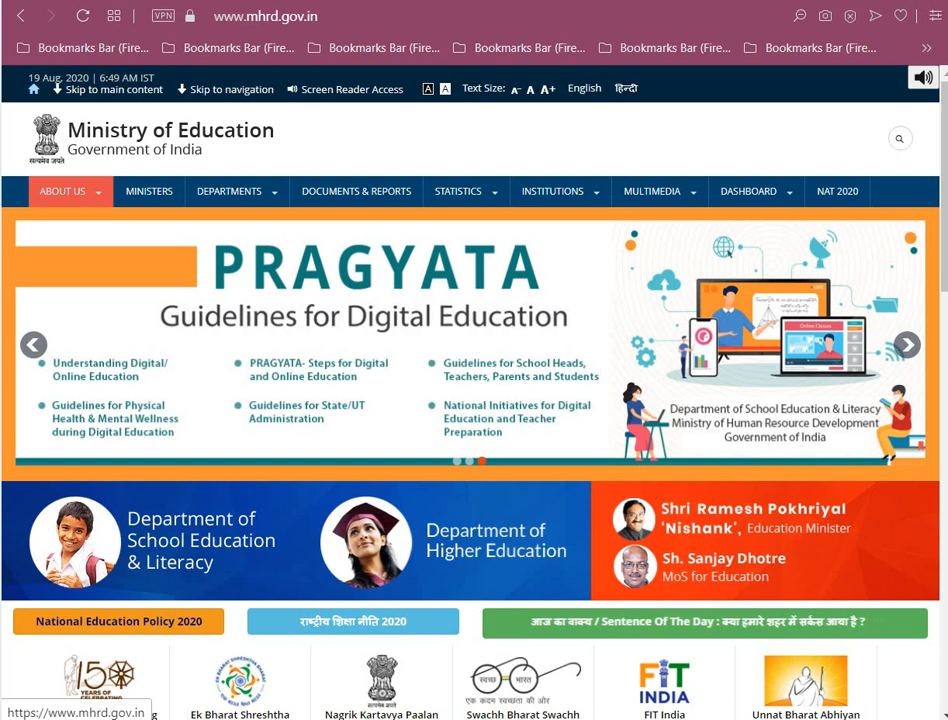 VPN
www.mhrd.gov.in
Bookmarks Bar (Fire...
Bookmarks Bar (Fire...
Bookmarks Bar (Fire...
Bookmarks Bar (Fire...
Bookmarks Bar (Fire...
Bookmarks Bar (Fire...
19 Aug, 2020 | 6:49 AM IST
Skip to main content
Skip to navigation
Screen Reader Access
A
A
Text Size: A- A A+
English
हिन्दी
सत्यमेव जयते
Ministry of Education
Government of India
ABOUT US
MINISTERS
DEPARTMENTS
DOCUMENTS & REPORTS
STATISTICS
INSTITUTIONS
MULTIMEDIA
DASHBOARD
NAT 2020
PRAGYATA
Guidelines for Digital Education
Understanding Digital/
Online Education
PRAGYATA- Steps for Digital
and Online Education
Guidelines for School Heads,
Teachers, Parents and Students
Guidelines for Physical
Health & Mental Wellness
during Digital Education
Guidelines for State/UT
Administration
National Initiatives for Digital
Education and Teacher
Preparation
LIVE
Online Classes
Department of School Education & Literacy
Ministry of Human Resource Development
Government of India
Department of
School Education
& Literacy
Department of
Higher Education
Shri Ramesh Pokhriyal
'Nishank', Education Minister
Sh. Sanjay Dhotre
MoS for Education
National Education Policy 2020
राष्ट्रीय शिक्षा नीति 2020
आज का वाक्य / Sentence Of The Day : क्या हमारे शहर में सर्कस आया है ?
150
YEARS OF
CELEBRATING
EK BHARAT SHRESHTHA BHARAT
स्वच्छ भारत
एक कदम स्वच्छता की ओर
FIT
INDIA
https://www.mhrd.gov.in
Ek Bharat Shreshtha
Nagrik Kartavya Paalan
Swachh Bharat Swachh
FIT India
Unnat Bharat Abhiyan